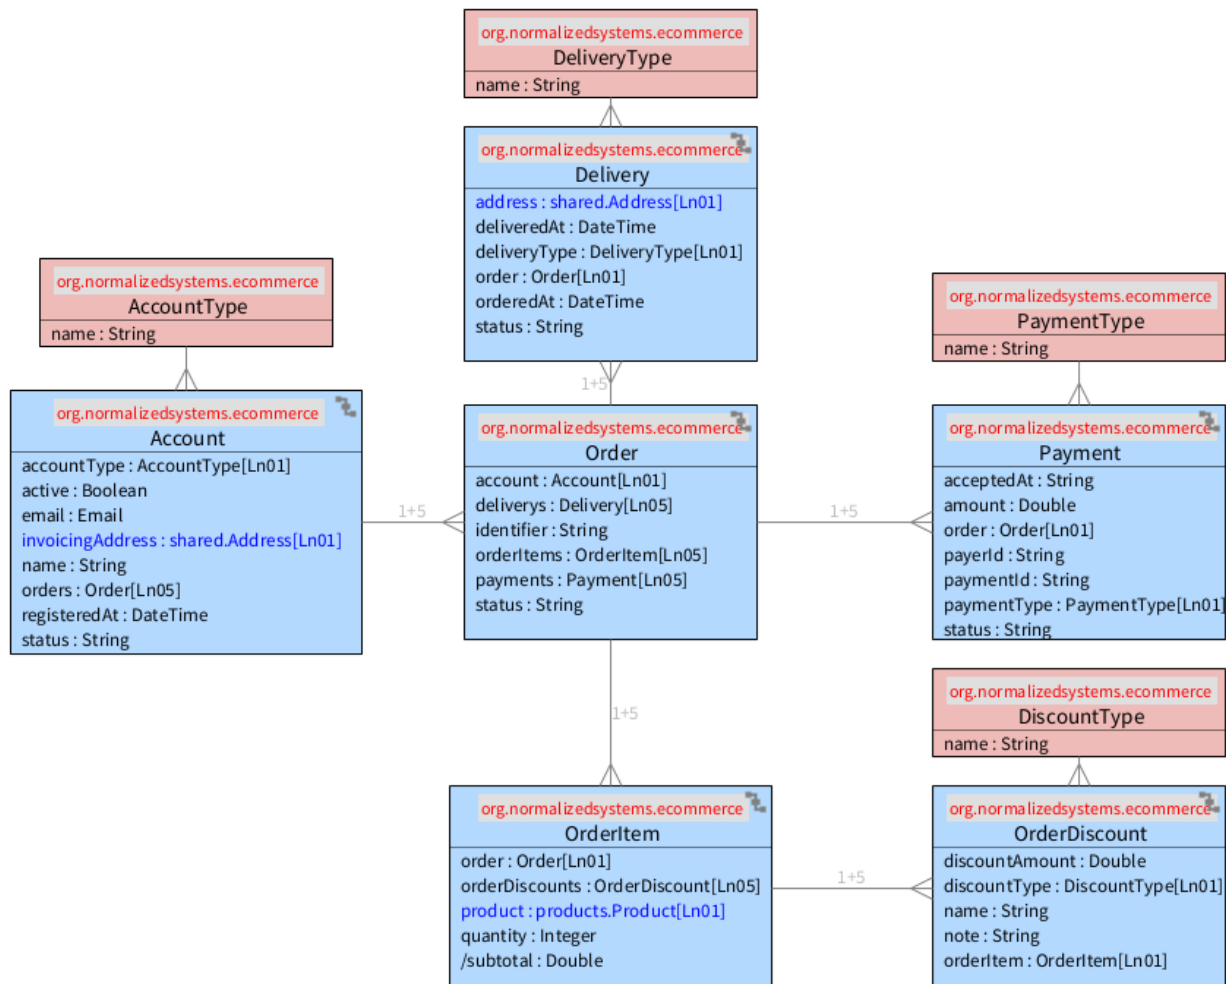 org.normalizedsystems.ecommerce
DeliveryType
name : String
org.normalizedsystems.ecommerce
Delivery
address : shared.Address[Ln01]
deliveredAt : DateTime
deliveryType : DeliveryType[Ln01]
order : Order[Ln01]
orderedAt : DateTime
status : String
org.normalizedsystems.ecommerce
AccountType
name : String
org.normalizedsystems.ecommerce
PaymentType
name : String
1+5
org.normalizedsystems.ecommerce
Account
accountType : AccountType[Ln01]
active : Boolean
email : Email
invoicingAddress : shared.Address[Ln01]
name : String
orders : Order[Ln05]
registeredAt : DateTime
status : String
1+5
org.normalizedsystems.ecommerce
Order
account : Account[Ln01]
deliverys : Delivery[Ln05]
identifier : String
orderItems : OrderItem[Ln05]
payments : Payment[Ln05]
status : String
1+5
org.normalizedsystems.ecommerce
Payment
acceptedAt : String
amount : Double
order : Order[Ln01]
payerId : String
paymentId : String
paymentType : PaymentType[Ln01]
status : String
1+5
org.normalizedsystems.ecommerce
DiscountType
name : String
org.normalizedsystems.ecommerce
OrderItem
order : Order[Ln01]
orderDiscounts : OrderDiscount[Ln05]
product : products.Product[Ln01]
quantity : Integer
/subtotal : Double
1+5
org.normalizedsystems.ecommerce
OrderDiscount
discountAmount : Double
discountType : DiscountType[Ln01]
name : String
note : String
orderItem : OrderItem[Ln01]